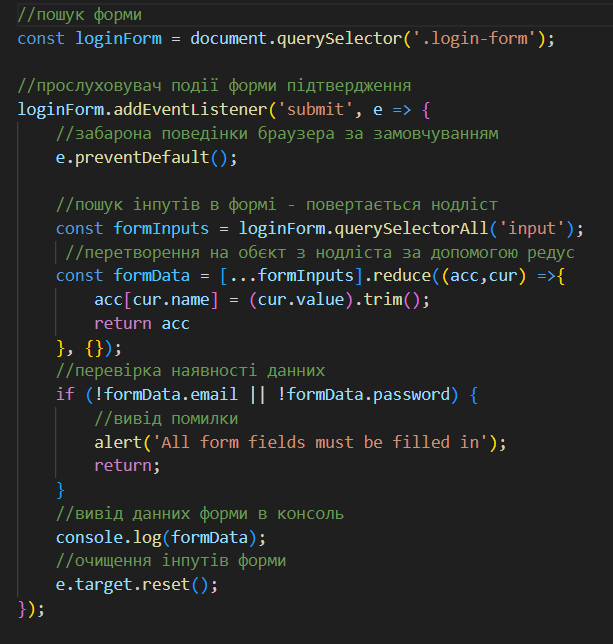 //пошук форми
const loginForm = document.querySelector('.login-form');
//прослуховувач події форми підтвердження
loginForm.addEventListener('submit', e => {
//забарона поведінки браузера за замовчуванням
e.preventDefault();
//пошук інпутів в формі - повертається нодліст
const formInputs = loginForm.querySelectorAll('input');
//перетворення на обєкт з нодліста за допомогою редус
const formData = [...formInputs].reduce((acc,cur) =>{
acc[cur.name] = (cur.value).trim();
return acc
}, {});
//перевірка наявності данних
if (!formData.email || !formData.password) {
//вивід помилки
alert('All form fields must be filled in');
return;
}
//вивід данних форми в консоль
console.log(formData);
//очищення інпутів форми
e.target.reset();
});